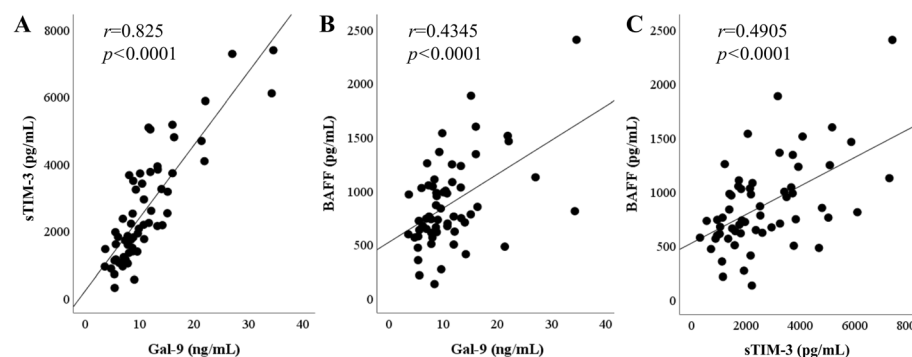 A
r=0.825
p<0.0001
8000
6000
4000
2000
0
sTIM-3 (pg/mL)
0 10 20 30 40
Gal-9 (ng/mL)
B
r=0.4345
p<0.0001
2500
2000
1500
1000
500
0
BAFF (pg/mL)
0 10 20 30 40
Gal-9 (ng/mL)
C
r=0.4905
p<0.0001
2500
2000
1500
1000
500
0
BAFF (pg/mL)
0 2000 4000 6000 800
sTIM-3 (pg/mL)